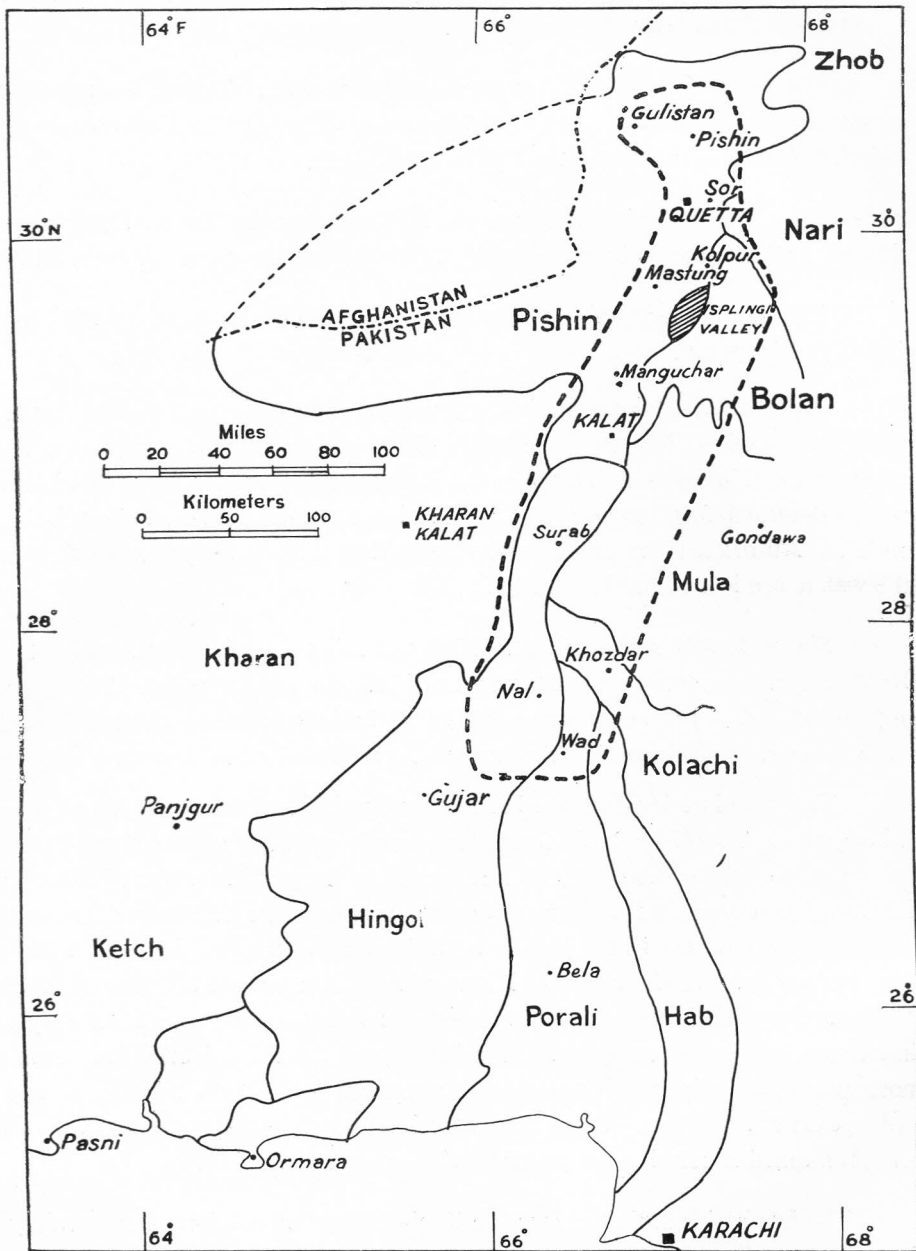 64°F
66°
68°
Zhob
Gulistan
Pishin
Sor
QUETTA
30°N
Nari
30°
Kolpur
Mastung
AFGHANISTAN
PAKISTAN
Pishin
SPLINGI
VALLEY
Manguchar
Bolan
KALAT
Miles
0 20 40 60 80 100
Kilometers
0 50 100
KHARAN
KALAT
Surab
Gondawa
Mula
28°
28°
Kharan
Khozdar
Nal
Wad
Kolachi
Gujar
Panjgur
Hingol
Ketch
Bela
26°
26°
Porali
Hab
Pasni
Ormara
KARACHI
64°
66°
68°